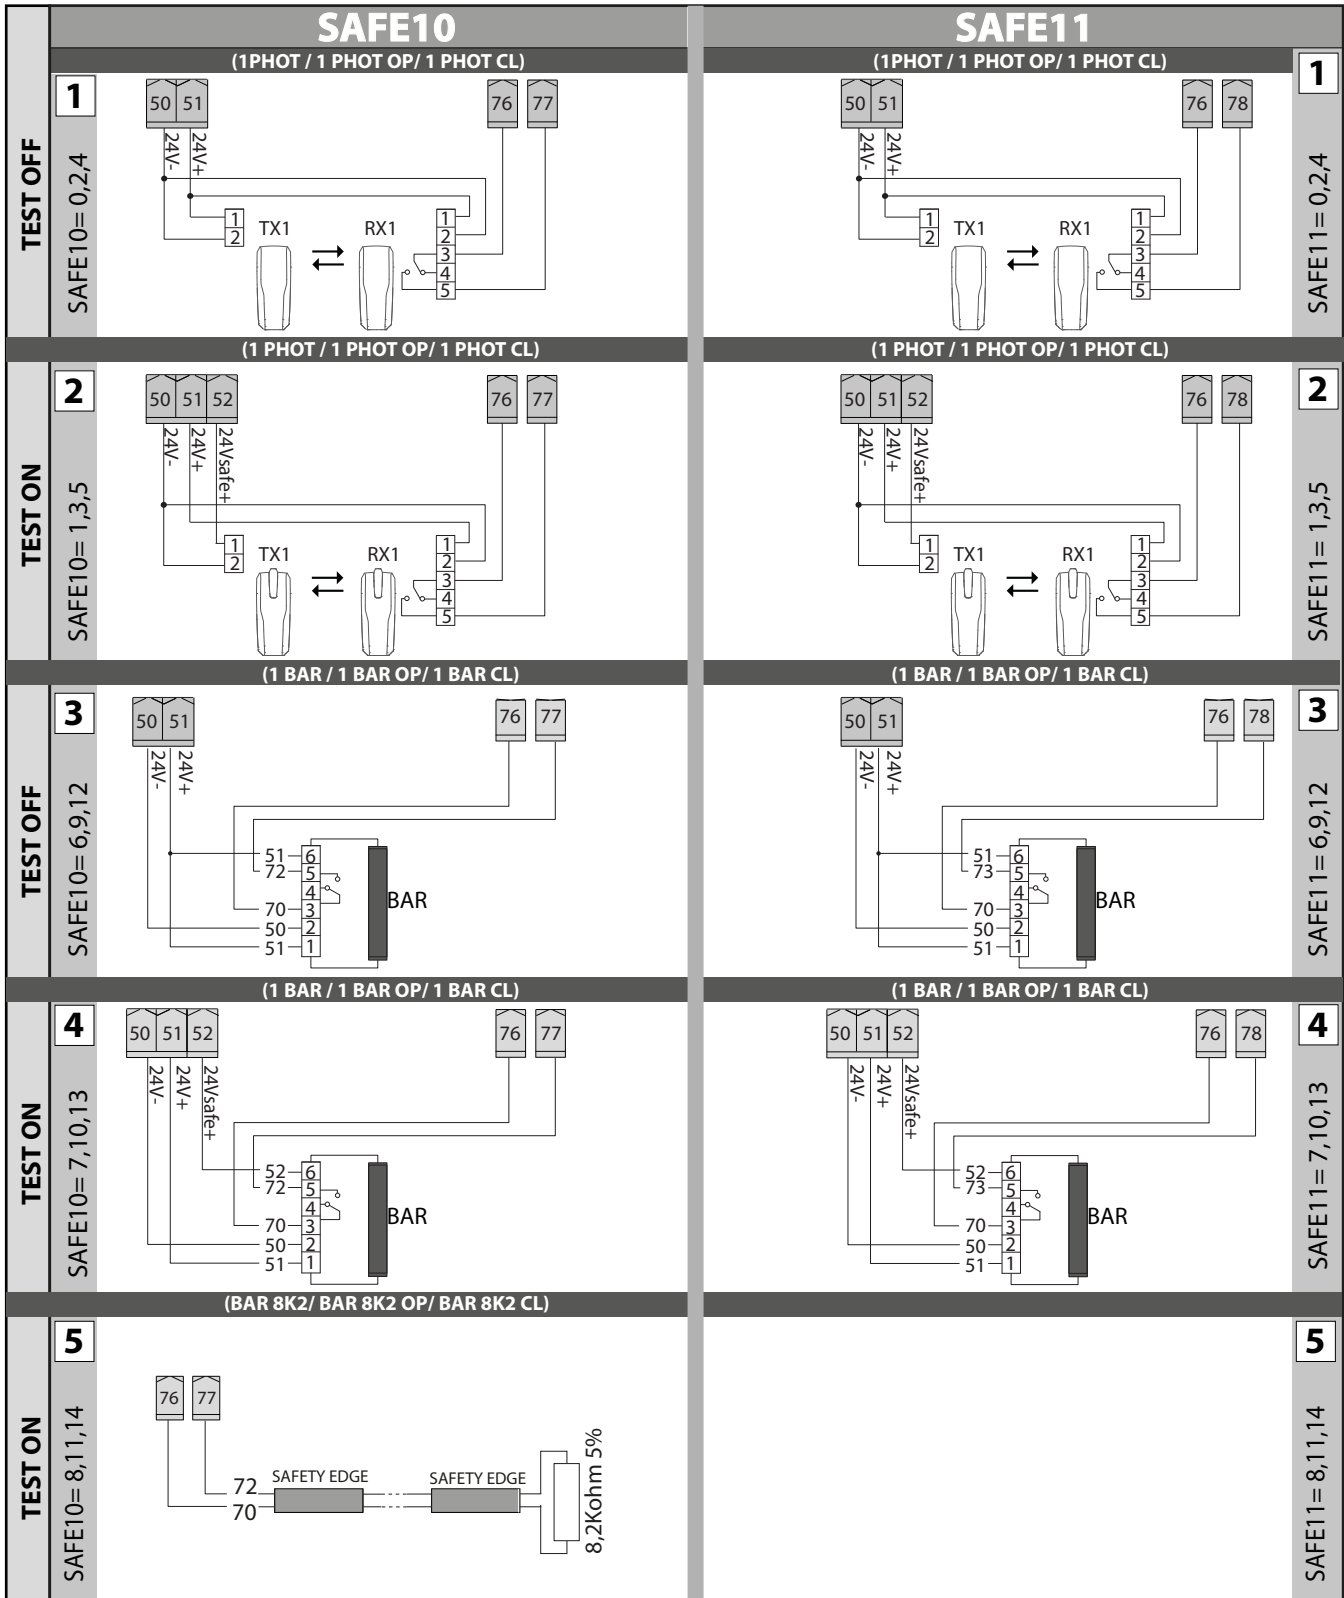 SAFE10 SAFE11
(1PHOT / 1 PHOT OP/ 1 PHOT CL) (1PHOT / 1 PHOT OP/ 1 PHOT CL)
TEST OFF
SAFE10= 0,2,4
1
50 51 76 77
24V- 24V+
1
2
TX1 RX1
1
2
3
4
5
50 51 76 78
24V- 24V+
1
2
TX1 RX1
1
2
3
4
5
1
SAFE11= 0,2,4
(1 PHOT / 1 PHOT OP/ 1 PHOT CL) (1 PHOT / 1 PHOT OP/ 1 PHOT CL)
TEST ON
SAFE10= 1,3,5
2
50 51 52 76 77
24V- 24V+ 24Vsafe+
1
2
TX1 RX1
1
2
3
4
5
50 51 52 76 78
24V- 24V+ 24Vsafe+
1
2
TX1 RX1
1
2
3
4
5
2
SAFE11= 1,3,5
(1 BAR / 1 BAR OP/ 1 BAR CL) (1 BAR / 1 BAR OP/ 1 BAR CL)
TEST OFF
SAFE10= 6,9,12
3
50 51 76 77
24V- 24V+
51 6
72 5
4
70 3
50 2
51 1
BAR
50 51 76 78
24V- 24V+
51 6
73 5
4
70 3
50 2
51 1
BAR
3
SAFE11= 6,9,12
(1 BAR / 1 BAR OP/ 1 BAR CL) (1 BAR / 1 BAR OP/ 1 BAR CL)
TEST ON
SAFE10= 7,10,13
4
50 51 52 76 77
24V- 24V+ 24Vsafe+
52 6
72 5
4
70 3
50 2
51 1
BAR
50 51 52 76 78
24V- 24V+ 24Vsafe+
52 6
73 5
4
70 3
50 2
51 1
BAR
4
SAFE11= 7,10,13
(BAR 8K2/ BAR 8K2 OP/ BAR 8K2 CL)
TEST ON
SAFE10= 8,11,14
5
76 77
72
70
SAFETY EDGE SAFETY EDGE
8,2Kohm 5%
5
SAFE11= 8,11,14